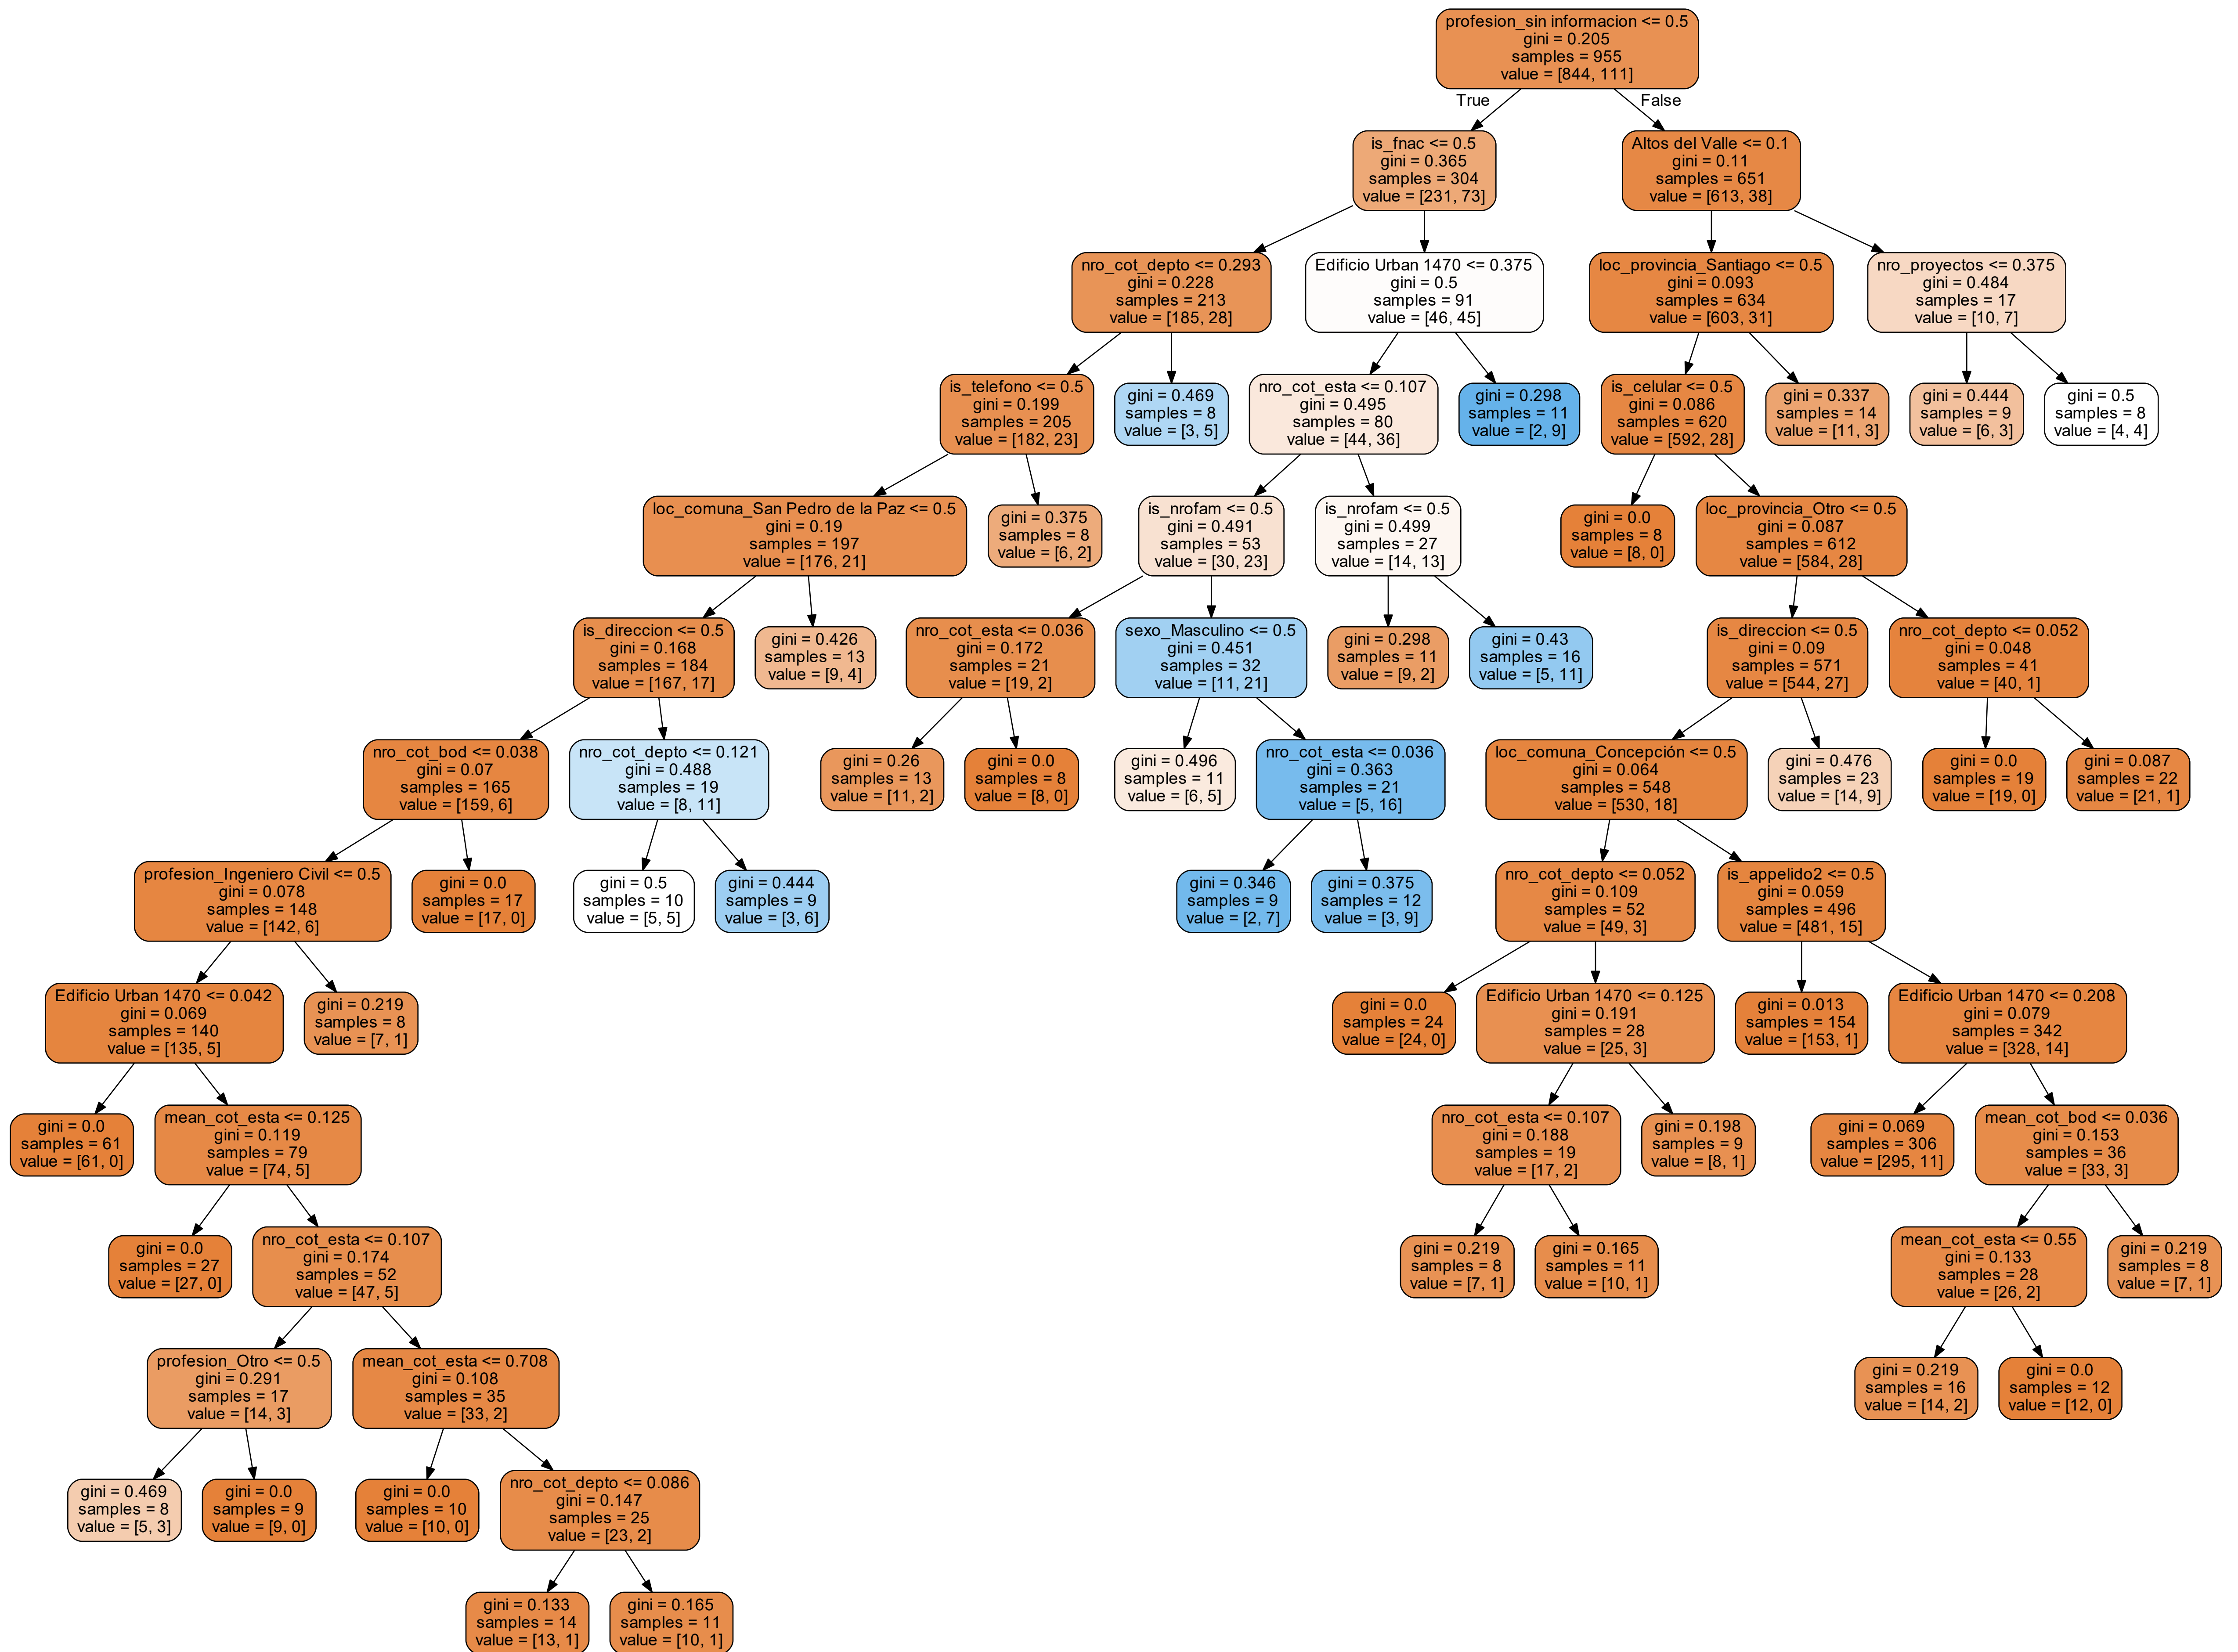 profesion_sin informacion <= 0.5
gini = 0.205
samples = 955
value = [844, 111]
True
False
is_fnac <= 0.5
gini = 0.365
samples = 304
value = [231, 73]
Altos del Valle <= 0.1
gini = 0.11
samples = 651
value = [613, 38]
nro_cot_depto <= 0.293
gini = 0.228
samples = 213
value = [185, 28]
Edificio Urban 1470 <= 0.375
gini = 0.5
samples = 91
value = [46, 45]
loc_provincia_Santiago <= 0.5
gini = 0.093
samples = 634
value = [603, 31]
nro_proyectos <= 0.375
gini = 0.484
samples = 17
value = [10, 7]
is_telefono <= 0.5
gini = 0.199
samples = 205
value = [182, 23]
gini = 0.469
samples = 8
value = [3, 5]
nro_cot_esta <= 0.107
gini = 0.495
samples = 80
value = [44, 36]
gini = 0.298
samples = 11
value = [2, 9]
is_celular <= 0.5
gini = 0.086
samples = 620
value = [592, 28]
gini = 0.337
samples = 14
value = [11, 3]
gini = 0.444
samples = 9
value = [6, 3]
gini = 0.5
samples = 8
value = [4, 4]
loc_comuna_San Pedro de la Paz <= 0.5
gini = 0.19
samples = 197
value = [176, 21]
gini = 0.375
samples = 8
value = [6, 2]
is_nrofam <= 0.5
gini = 0.491
samples = 53
value = [30, 23]
is_nrofam <= 0.5
gini = 0.499
samples = 27
value = [14, 13]
gini = 0.0
samples = 8
value = [8, 0]
loc_provincia_Otro <= 0.5
gini = 0.087
samples = 612
value = [584, 28]
is_direccion <= 0.5
gini = 0.168
samples = 184
value = [167, 17]
gini = 0.426
samples = 13
value = [9, 4]
nro_cot_esta <= 0.036
gini = 0.172
samples = 21
value = [19, 2]
sexo_Masculino <= 0.5
gini = 0.451
samples = 32
value = [11, 21]
gini = 0.298
samples = 11
value = [9, 2]
gini = 0.43
samples = 16
value = [5, 11]
is_direccion <= 0.5
gini = 0.09
samples = 571
value = [544, 27]
nro_cot_depto <= 0.052
gini = 0.048
samples = 41
value = [40, 1]
nro_cot_bod <= 0.038
gini = 0.07
samples = 165
value = [159, 6]
nro_cot_depto <= 0.121
gini = 0.488
samples = 19
value = [8, 11]
gini = 0.26
samples = 13
value = [11, 2]
gini = 0.0
samples = 8
value = [8, 0]
gini = 0.496
samples = 11
value = [6, 5]
nro_cot_esta <= 0.036
gini = 0.363
samples = 21
value = [5, 16]
loc_comuna_Concepción <= 0.5
gini = 0.064
samples = 548
value = [530, 18]
gini = 0.476
samples = 23
value = [14, 9]
gini = 0.0
samples = 19
value = [19, 0]
gini = 0.087
samples = 22
value = [21, 1]
profesion_Ingeniero Civil <= 0.5
gini = 0.078
samples = 148
value = [142, 6]
gini = 0.0
samples = 17
value = [17, 0]
gini = 0.5
samples = 10
value = [5, 5]
gini = 0.444
samples = 9
value = [3, 6]
gini = 0.346
samples = 9
value = [2, 7]
gini = 0.375
samples = 12
value = [3, 9]
nro_cot_depto <= 0.052
gini = 0.109
samples = 52
value = [49, 3]
is_appelido2 <= 0.5
gini = 0.059
samples = 496
value = [481, 15]
Edificio Urban 1470 <= 0.042
gini = 0.069
samples = 140
value = [135, 5]
gini = 0.219
samples = 8
value = [7, 1]
gini = 0.0
samples = 24
value = [24, 0]
Edificio Urban 1470 <= 0.125
gini = 0.191
samples = 28
value = [25, 3]
gini = 0.013
samples = 154
value = [153, 1]
Edificio Urban 1470 <= 0.208
gini = 0.079
samples = 342
value = [328, 14]
gini = 0.0
samples = 61
value = [61, 0]
mean_cot_esta <= 0.125
gini = 0.119
samples = 79
value = [74, 5]
nro_cot_esta <= 0.107
gini = 0.188
samples = 19
value = [17, 2]
gini = 0.198
samples = 9
value = [8, 1]
gini = 0.069
samples = 306
value = [295, 11]
mean_cot_bod <= 0.036
gini = 0.153
samples = 36
value = [33, 3]
gini = 0.0
samples = 27
value = [27, 0]
nro_cot_esta <= 0.107
gini = 0.174
samples = 52
value = [47, 5]
gini = 0.219
samples = 8
value = [7, 1]
gini = 0.165
samples = 11
value = [10, 1]
mean_cot_esta <= 0.55
gini = 0.133
samples = 28
value = [26, 2]
gini = 0.219
samples = 8
value = [7, 1]
profesion_Otro <= 0.5
gini = 0.291
samples = 17
value = [14, 3]
mean_cot_esta <= 0.708
gini = 0.108
samples = 35
value = [33, 2]
gini = 0.219
samples = 16
value = [14, 2]
gini = 0.0
samples = 12
value = [12, 0]
gini = 0.469
samples = 8
value = [5, 3]
gini = 0.0
samples = 9
value = [9, 0]
gini = 0.0
samples = 10
value = [10, 0]
nro_cot_depto <= 0.086
gini = 0.147
samples = 25
value = [23, 2]
gini = 0.133
samples = 14
value = [13, 1]
gini = 0.165
samples = 11
value = [10, 1]